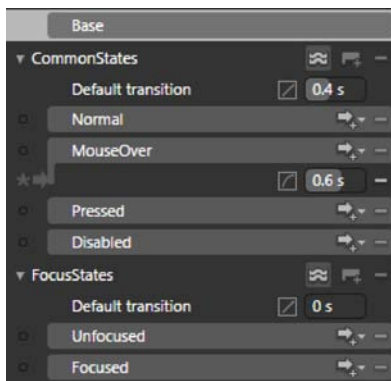 Base
CommonStates
Default transition 0.4 s
Normal
MouseOver
0.6 s
Pressed
Disabled
FocusStates
Default transition 0 s
Unfocused
Focused